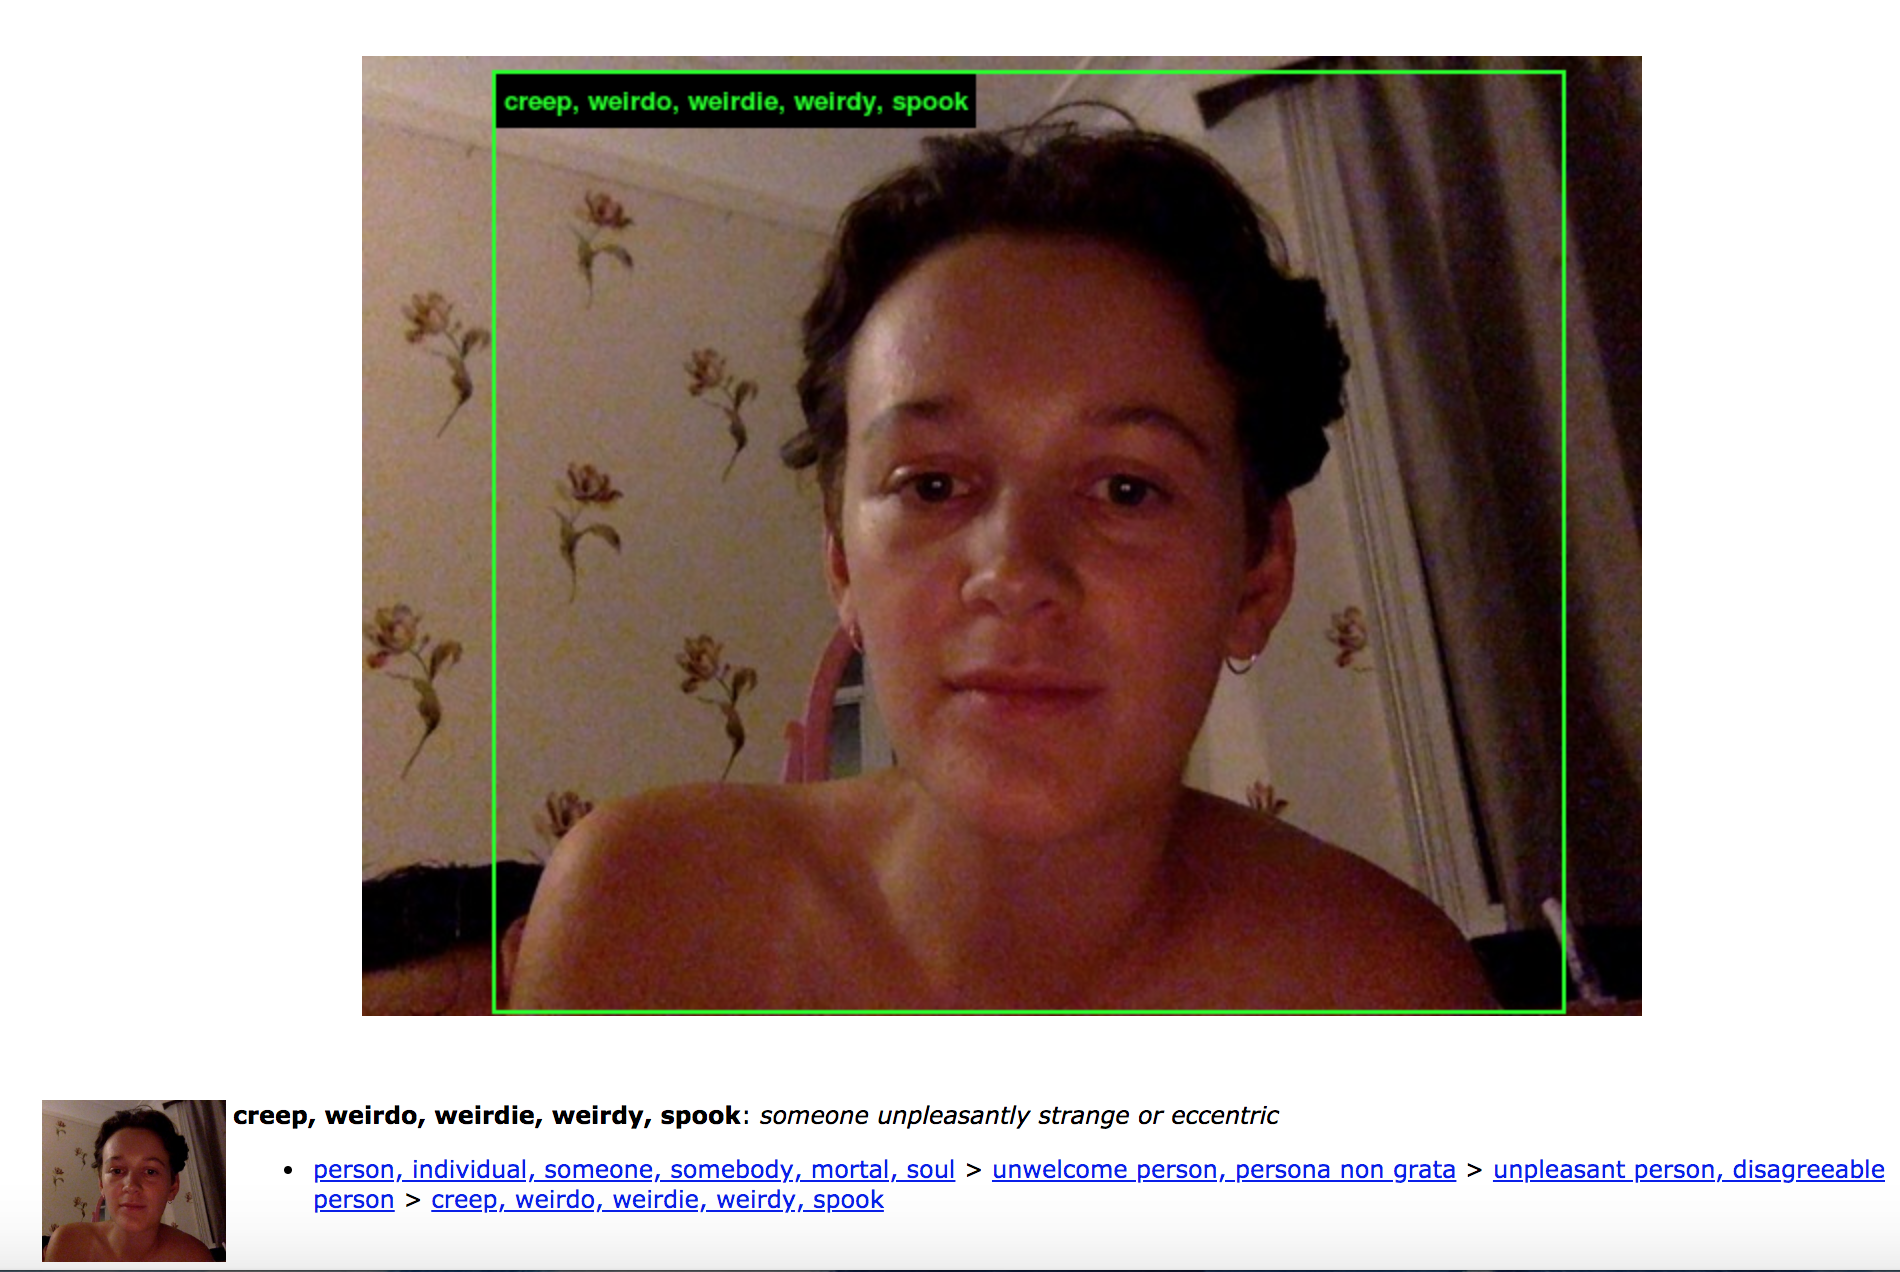 creep, weirdo, weirdie, weirdy, spook
creep, weirdo, weirdie, weirdy, spook: someone unpleasantly strange or eccentric
• person, individual, someone, somebody, mortal, soul > unwelcome person, persona non grata > unpleasant person, disagreeable
person > creep, weirdo, weirdie, weirdy, spook